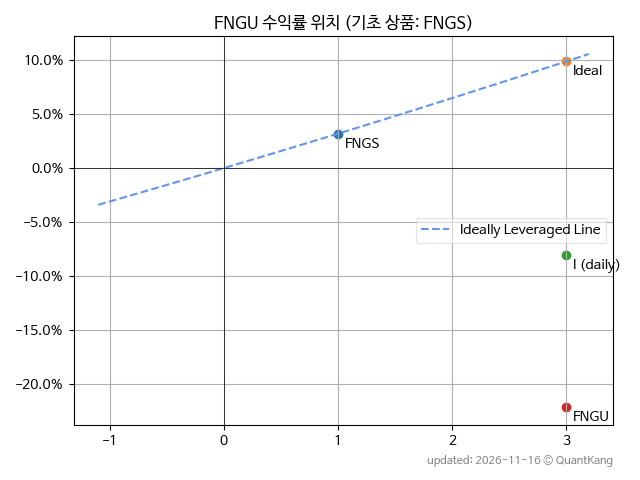 FNGU 수익률 위치 (기초 상품: FNGS)
10.0%
5.0%
0.0%
−5.0%
−10.0%
−15.0%
−20.0%
Ideal
FNGS
Ideally Leveraged Line
I (daily)
FNGU
−1 0 1 2 3
updated: 2026-11-16 © QuantKang